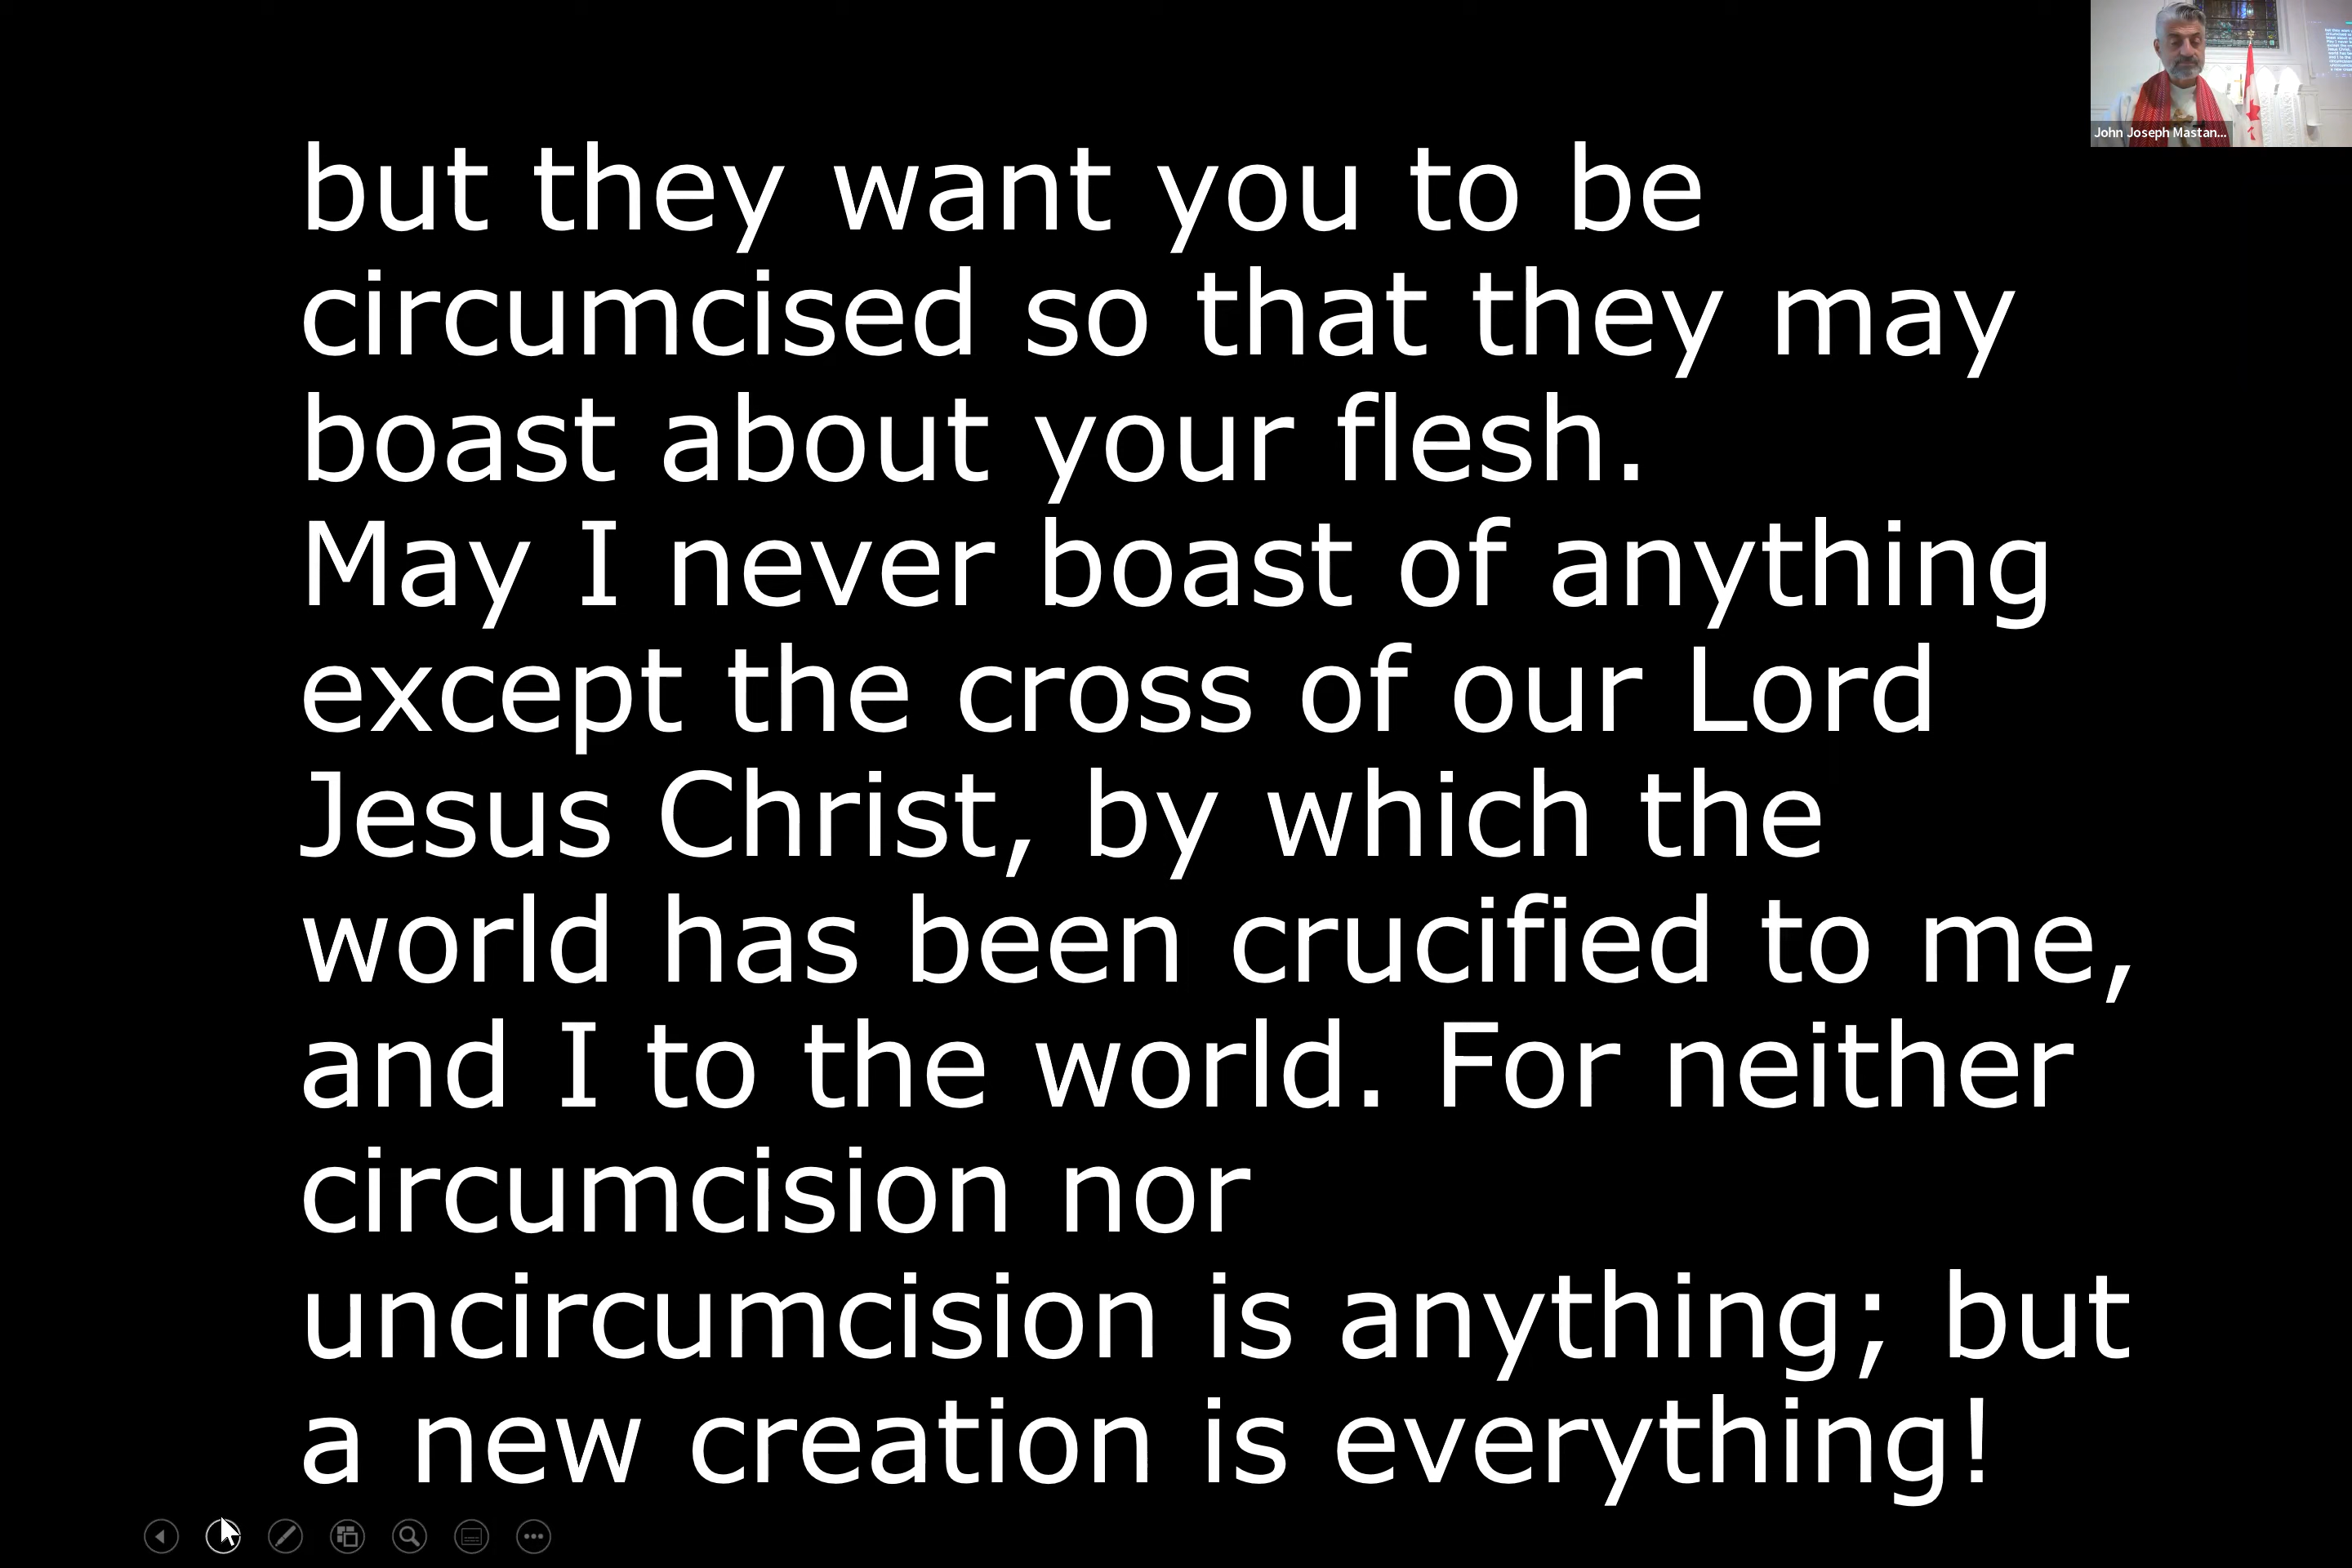 John Joseph Mastan...
but they want you to be
circumcised so that they may
boast about your flesh.
May I never boast of anything
except the cross of our Lord
Jesus Christ, by which the
world has been crucified to me,
and I to the world. For neither
circumcision nor
uncircumcision is anything; but
a new creation is everything!